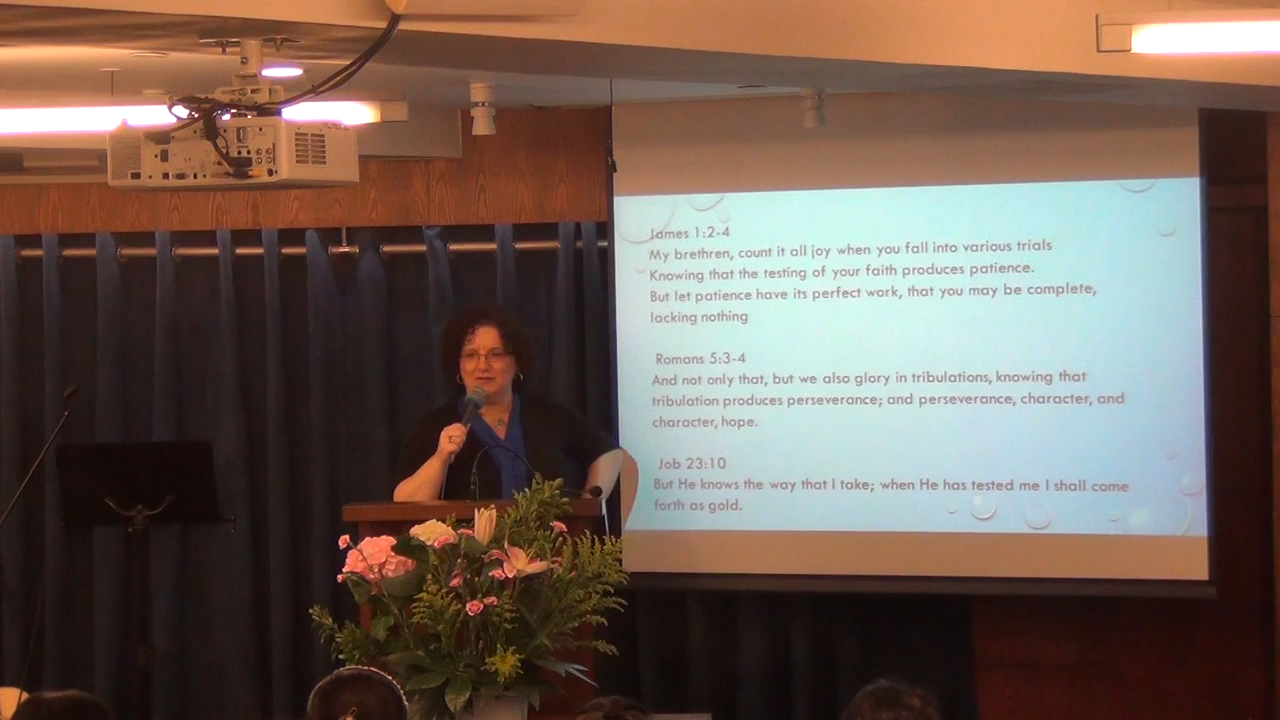 James 1:2-4
My brethren, count it all joy when you fall into various trials
Knowing that the testing of your faith produces patience.
But let patience have its perfect work, that you may be complete,
lacking nothing
Romans 5:3-4
And not only that, but we also glory in tribulations, knowing that
tribulation produces perseverance; and perseverance, character, and
character, hope.
Job 23:10
But He knows the way that I take; when He has tested me I shall come
forth as gold.